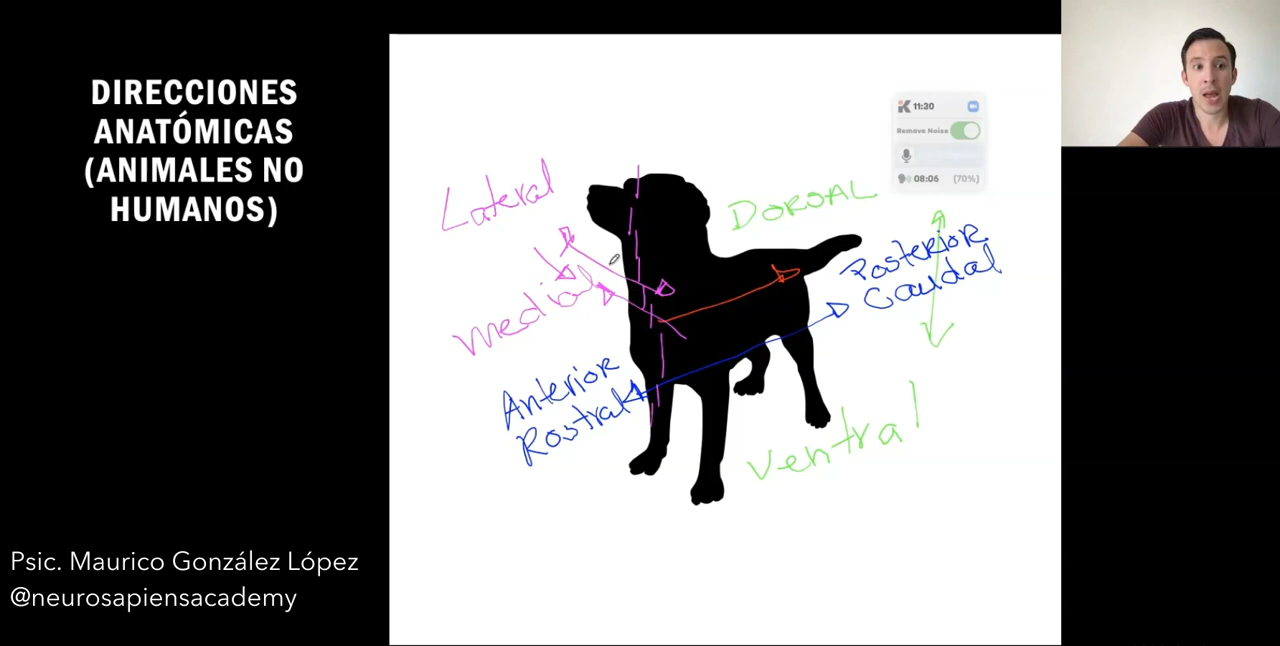 DIRECCIONES
ANATÓMICAS
(ANIMALES NO
HUMANOS)
11:30
Remove Noise
08:06 (70%)
Lateral
DORSAL
Posterior
Caudal
medial
Anterior
Rostral
ventral
Psic. Maurico González López
@neurosapiensacademy